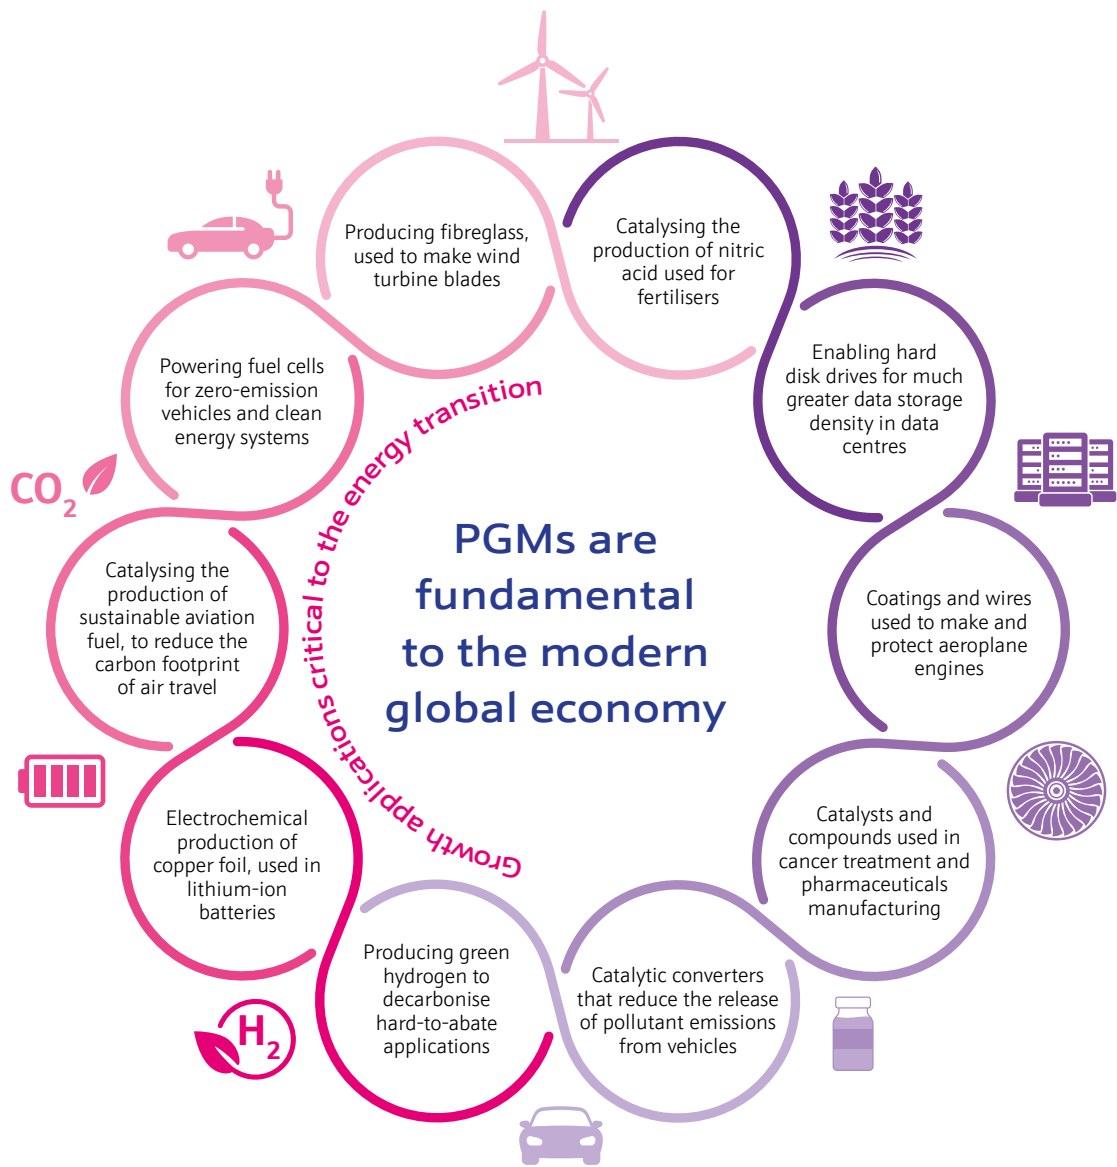 PGMs are
fundamental
to the modern
global economy
Growth applications critical to the energy transition
Producing fibreglass,
used to make wind
turbine blades
Catalysing the
production of nitric
acid used for
fertilisers
Enabling hard
disk drives for much
greater data storage
density in data
centres
Coatings and wires
used to make and
protect aeroplane
engines
Catalysts and
compounds used in
cancer treatment and
pharmaceuticals
manufacturing
Catalytic converters
that reduce the release
of pollutant emissions
from vehicles
Producing green
hydrogen to
decarbonise
hard-to-abate
applications
H2
Electrochemical
production of
copper foil, used in
lithium-ion
batteries
Catalysing the
production of
sustainable aviation
fuel, to reduce the
carbon footprint
of air travel
CO2
Powering fuel cells
for zero-emission
vehicles and clean
energy systems